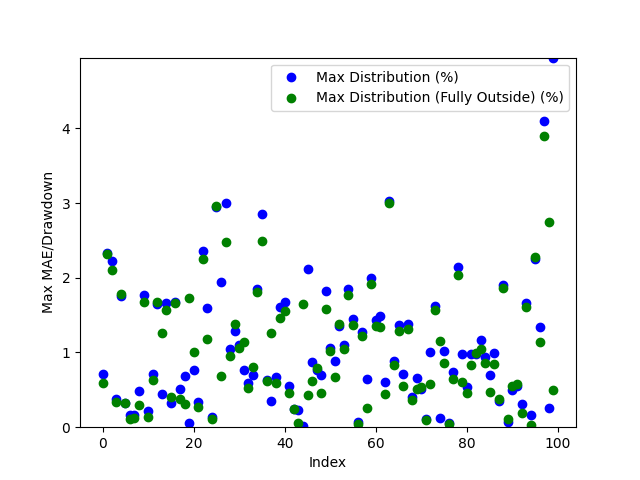 Max Distribution (%)
Max Distribution (Fully Outside) (%)
Max MAE/Drawdown
4
3
2
1
0
0
20
40
60
80
100
Index